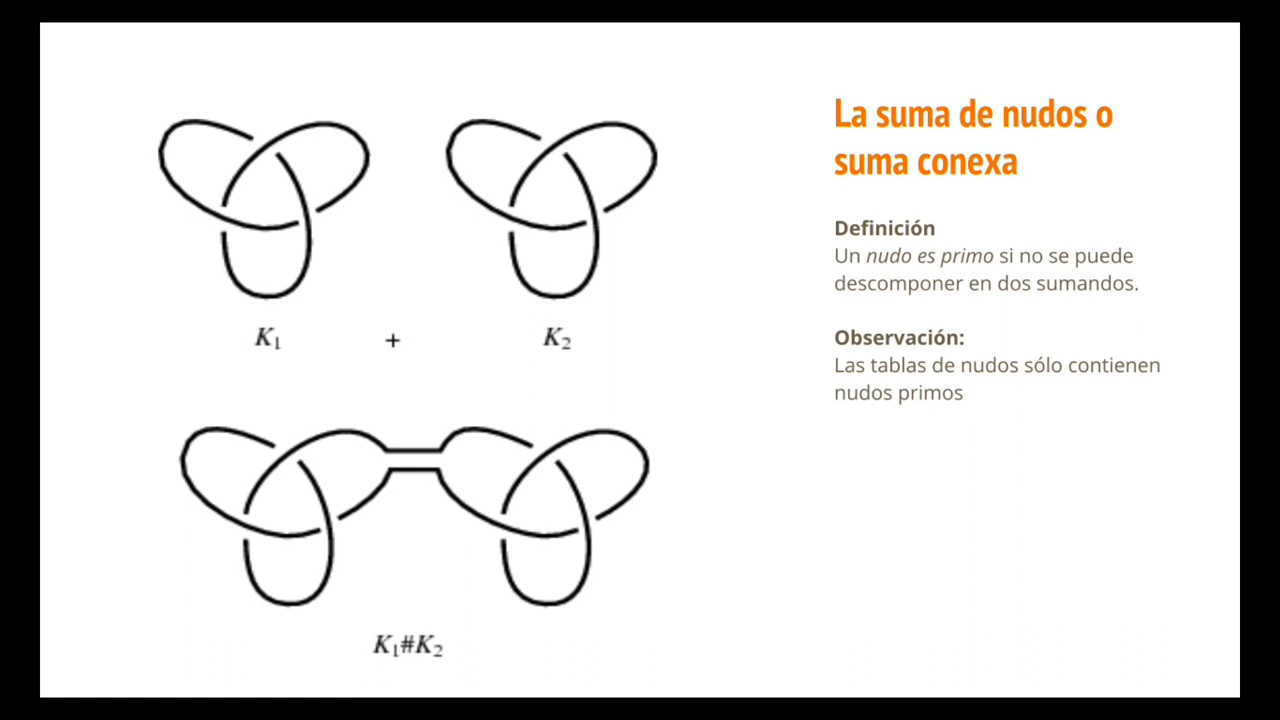 La suma de nudos o
suma conexa
Definición
Un nudo es primo si no se puede
descomponer en dos sumandos.
Observación:
Las tablas de nudos sólo contienen
nudos primos
K₁ + K₂
K₁#K₂